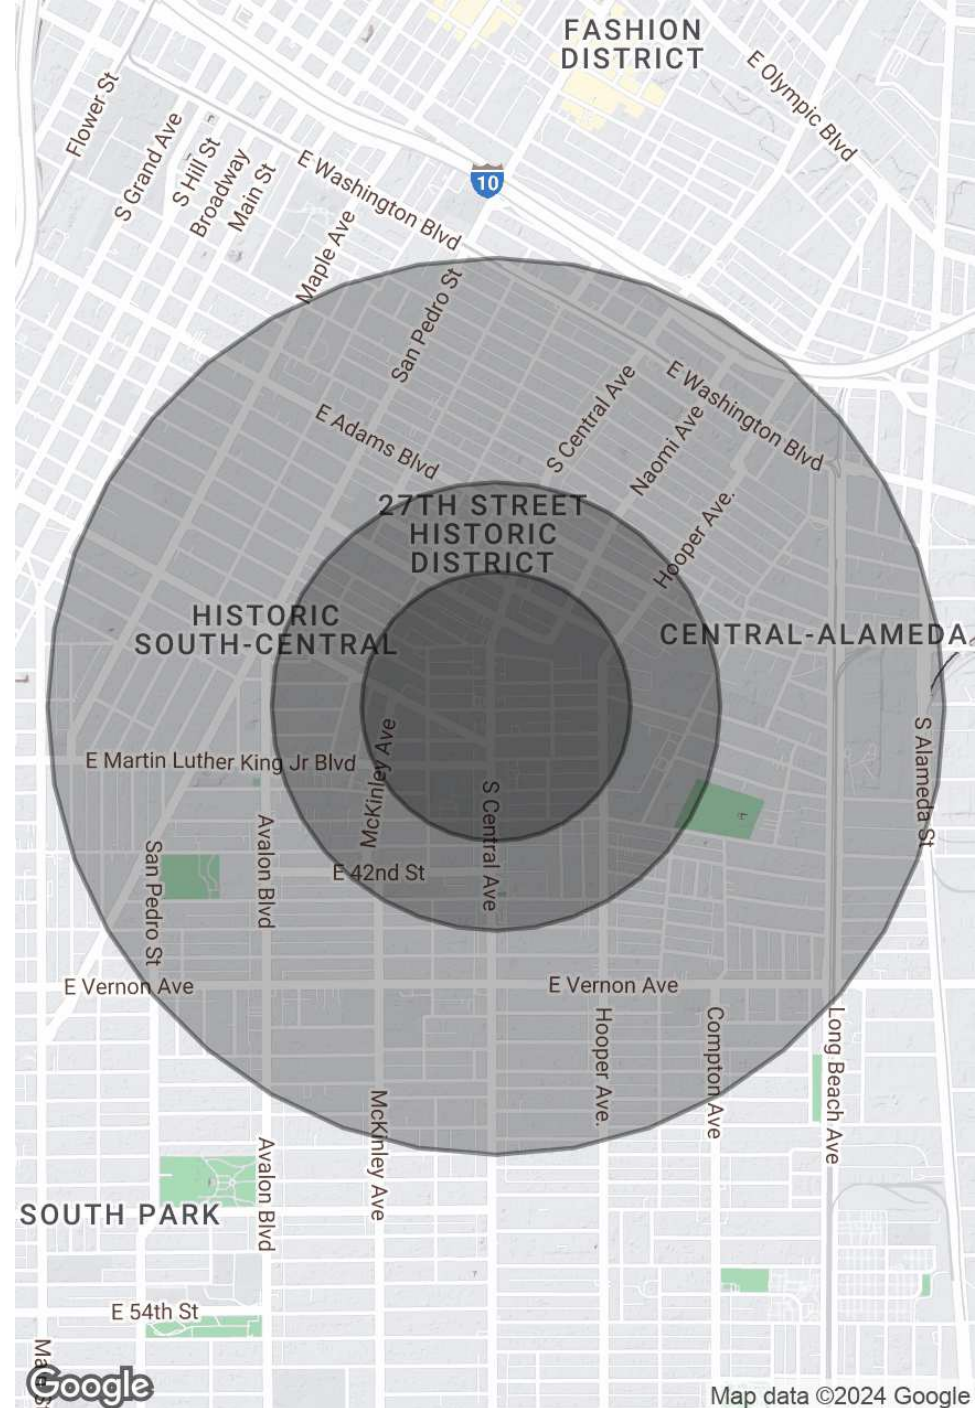 FASHION
DISTRICT
E Olympic Blvd
Flower St
S Grand Ave
S Hill St
Broadway
Main St
E Washington Blvd
10
Maple Ave
San Pedro St
E Adams Blvd
S Central Ave
E Washington Blvd
Naomi Ave
Hooper Ave.
27TH STREET
HISTORIC
DISTRICT
HISTORIC
SOUTH-CENTRAL
CENTRAL-ALAMEDA
E Martin Luther King Jr Blvd
McKinley Ave
S Central Ave
S Alameda St
San Pedro St
Avalon Blvd
E 42nd St
E Vernon Ave
E Vernon Ave
Hooper Ave.
Compton Ave
Long Beach Ave
McKinley Ave
Avalon Blvd
SOUTH PARK
E 54th St
Google
Map data ©2024 Google